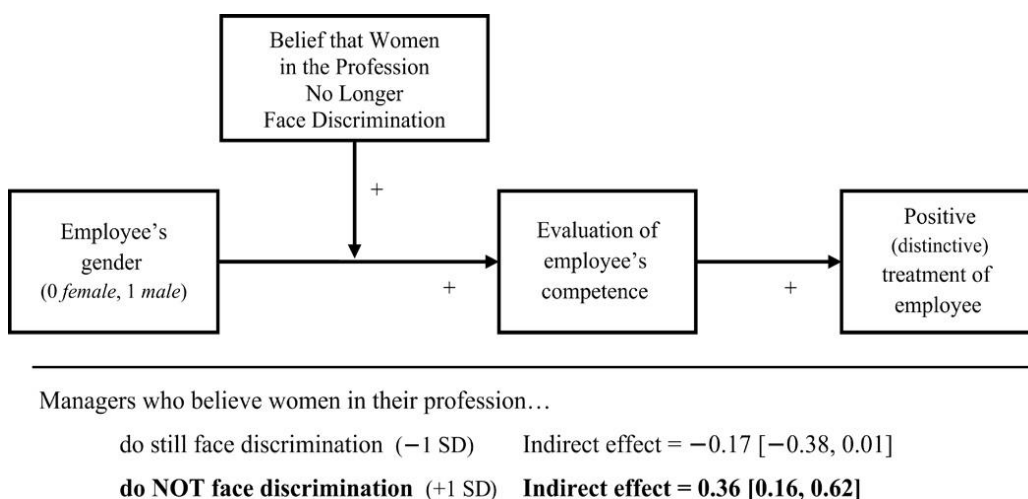 Belief that Women
in the Profession
No Longer
Face Discrimination
+
Employee’s
gender
(0 female, 1 male)
+
Evaluation of
employee’s
competence
+
Positive
(distinctive)
treatment of
employee
Managers who believe women in their profession…
do still face discrimination (−1 SD) Indirect effect = −0.17 [−0.38, 0.01]
do NOT face discrimination (+1 SD) Indirect effect = 0.36 [0.16, 0.62]